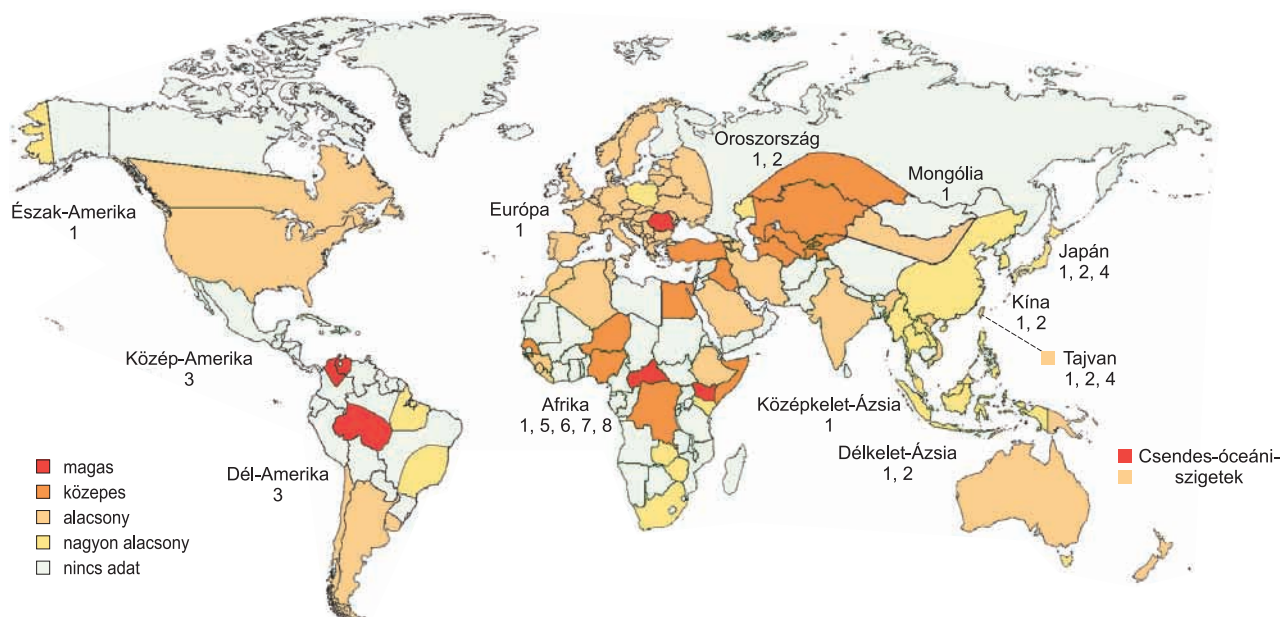 Oroszország
1, 2
Mongólia
1
Észak-Amerika
1
Európa
1
Japán
1, 2, 4
Kína
1, 2
Tajvan
1, 2, 4
Közép-Amerika
3
Afrika
1, 5, 6, 7, 8
Középkelet-Ázsia
1
Délkelet-Ázsia
1, 2
Dél-Amerika
3
Csendes-óceáni-
szigetek
magas
közepes
alacsony
nagyon alacsony
nincs adat